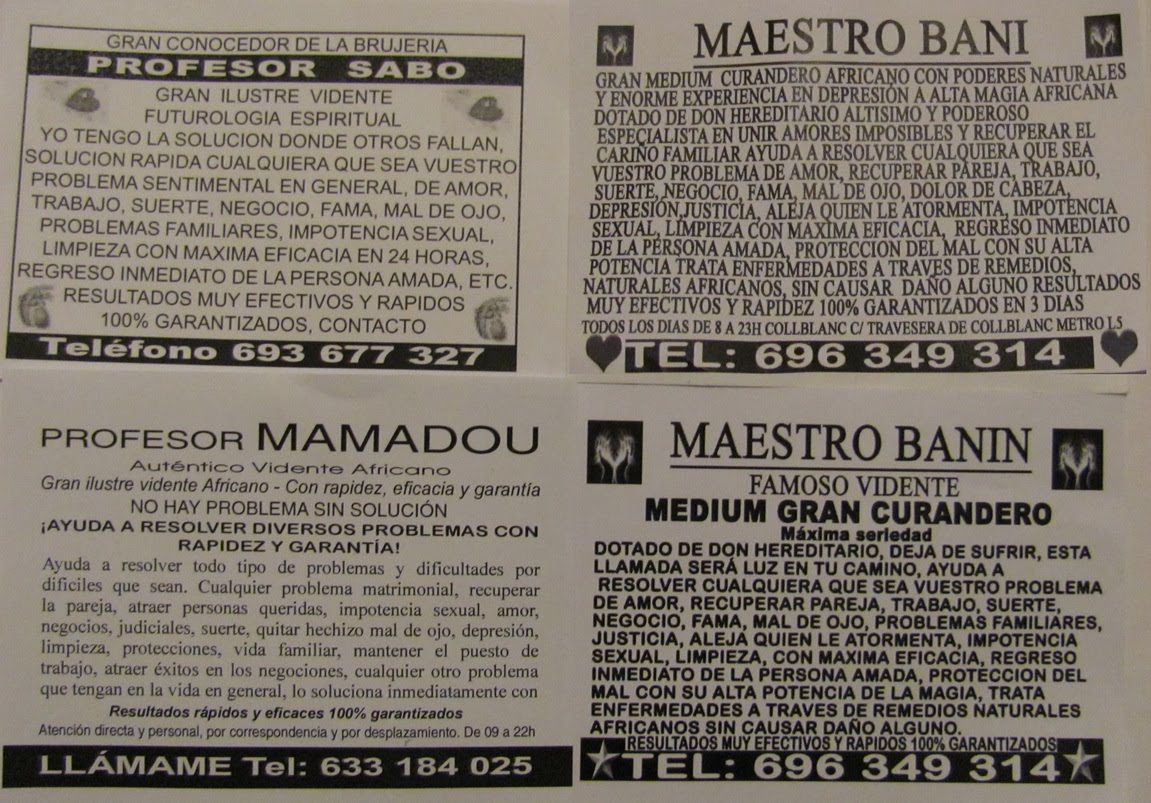 GRAN CONOCEDOR DE LA BRUJERIA
PROFESOR SABO
GRAN ILUSTRE VIDENTE
FUTUROLOGIA ESPIRITUAL
YO TENGO LA SOLUCION DONDE OTROS FALLAN,
SOLUCION RAPIDA CUALQUIERA QUE SEA VUESTRO
PROBLEMA SENTIMENTAL EN GENERAL, DE AMOR,
TRABAJO, SUERTE, NEGOCIO, FAMA, MAL DE OJO,
PROBLEMAS FAMILIARES, IMPOTENCIA SEXUAL,
LIMPIEZA CON MAXIMA EFICACIA EN 24 HORAS,
REGRESO INMEDIATO DE LA PERSONA AMADA, ETC.
RESULTADOS MUY EFECTIVOS Y RAPIDOS
100% GARANTIZADOS, CONTACTO
Teléfono 693 677 327
MAESTRO BANI
GRAN MEDIUM CURANDERO AFRICANO CON PODERES NATURALES
Y ENORME EXPERIENCIA EN DEPRESIÓN A ALTA MAGIA AFRICANA
DOTADO DE DON HEREDITARIO ALTISIMO Y PODEROSO
ESPECIALISTA EN UNIR AMORES IMPOSIBLES Y RECUPERAR EL
CARIÑO FAMILIAR AYUDA A RESOLVER CUALQUIERA QUE SEA
VUESTRO PROBLEMA DE AMOR, RECUPERAR PAREJA, TRABAJO,
SUERTE, NEGOCIO, FAMA, MAL DE OJO, DOLOR DE CABEZA,
DEPRESIÓN,JUSTICIA, ALEJA QUIEN LE ATORMENTA, IMPOTENCIA
SEXUAL, LIMPIEZA CON MAXIMA EFICACIA, REGRESO INMEDIATO
DE LA PERSONA AMADA, PROTECCION DEL MAL CON SU ALTA
POTENCIA TRATA ENFERMEDADES A TRAVES DE REMEDIOS,
NATURALES AFRICANOS, SIN CAUSAR DAÑO ALGUNO RESULTADOS
MUY EFECTIVOS Y RAPIDEZ 100% GARANTIZADOS EN 3 DIAS
TODOS LOS DIAS DE 8 A 23H COLLBLANC C/ TRAVESERA DE COLLBLANC METRO L5
TEL: 696 349 314
PROFESOR MAMADOU
Auténtico Vidente Africano
Gran ilustre vidente Africano - Con rapidez, eficacia y garantía
NO HAY PROBLEMA SIN SOLUCIÓN
¡AYUDA A RESOLVER DIVERSOS PROBLEMAS CON
RAPIDEZ Y GARANTÍA!
Ayuda a resolver todo tipo de problemas y dificultades por
dificiles que sean. Cualquier problema matrimonial, recuperar
la pareja, atraer personas queridas, impotencia sexual, amor,
negocios, judiciales, suerte, quitar hechizo mal de ojo, depresión,
limpieza, protecciones, vida familiar, mantener el puesto de
trabajo, atraer éxitos en los negociones, cualquier otro problema
que tengan en la vida en general, lo soluciona inmediatamente con
Resultados rápidos y eficaces 100% garantizados
Atención directa y personal, por correspondencia y por desplazamiento. De 09 a 22h
LLÁMAME Tel: 633 184 025
MAESTRO BANIN
FAMOSO VIDENTE
MEDIUM GRAN CURANDERO
Máxima seriedad
DOTADO DE DON HEREDITARIO, DEJA DE SUFRIR, ESTA
LLAMADA SERÁ LUZ EN TU CAMINO, AYUDA A
RESOLVER CUALQUIERA QUE SEA VUESTRO PROBLEMA
DE AMOR, RECUPERAR PAREJA, TRABAJO, SUERTE,
NEGOCIO, FAMA, MAL DE OJO, PROBLEMAS FAMILIARES,
JUSTICIA, ALEJA QUIEN LE ATORMENTA, IMPOTENCIA
SEXUAL, LIMPIEZA, CON MAXIMA EFICACIA, REGRESO
INMEDIATO DE LA PERSONA AMADA, PROTECCION DEL
MAL CON SU ALTA POTENCIA DE LA MAGIA, TRATA
ENFERMEDADES A TRAVES DE REMEDIOS NATURALES
AFRICANOS SIN CAUSAR DAÑO ALGUNO.
RESULTADOS MUY EFECTIVOS Y RAPIDOS 100% GARANTIZADOS
TEL: 696 349 314